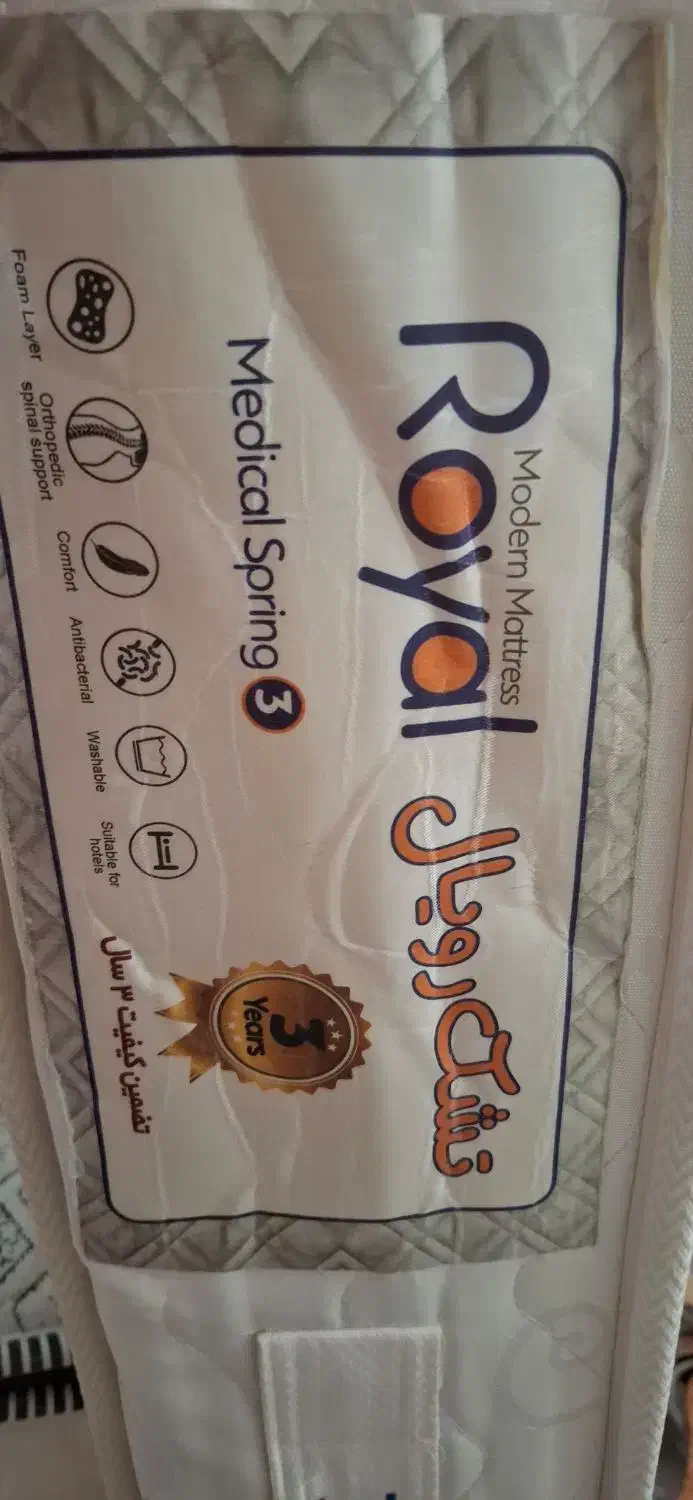 Modern Mattress
Royal
تشک رویال
Medical Spring 3
3
Years
Foam Layer
Orthopedic
spinal support
Comfort
Antibacterial
Washable
Suitable for
hotels
تضمین کیفیت ۳ سال